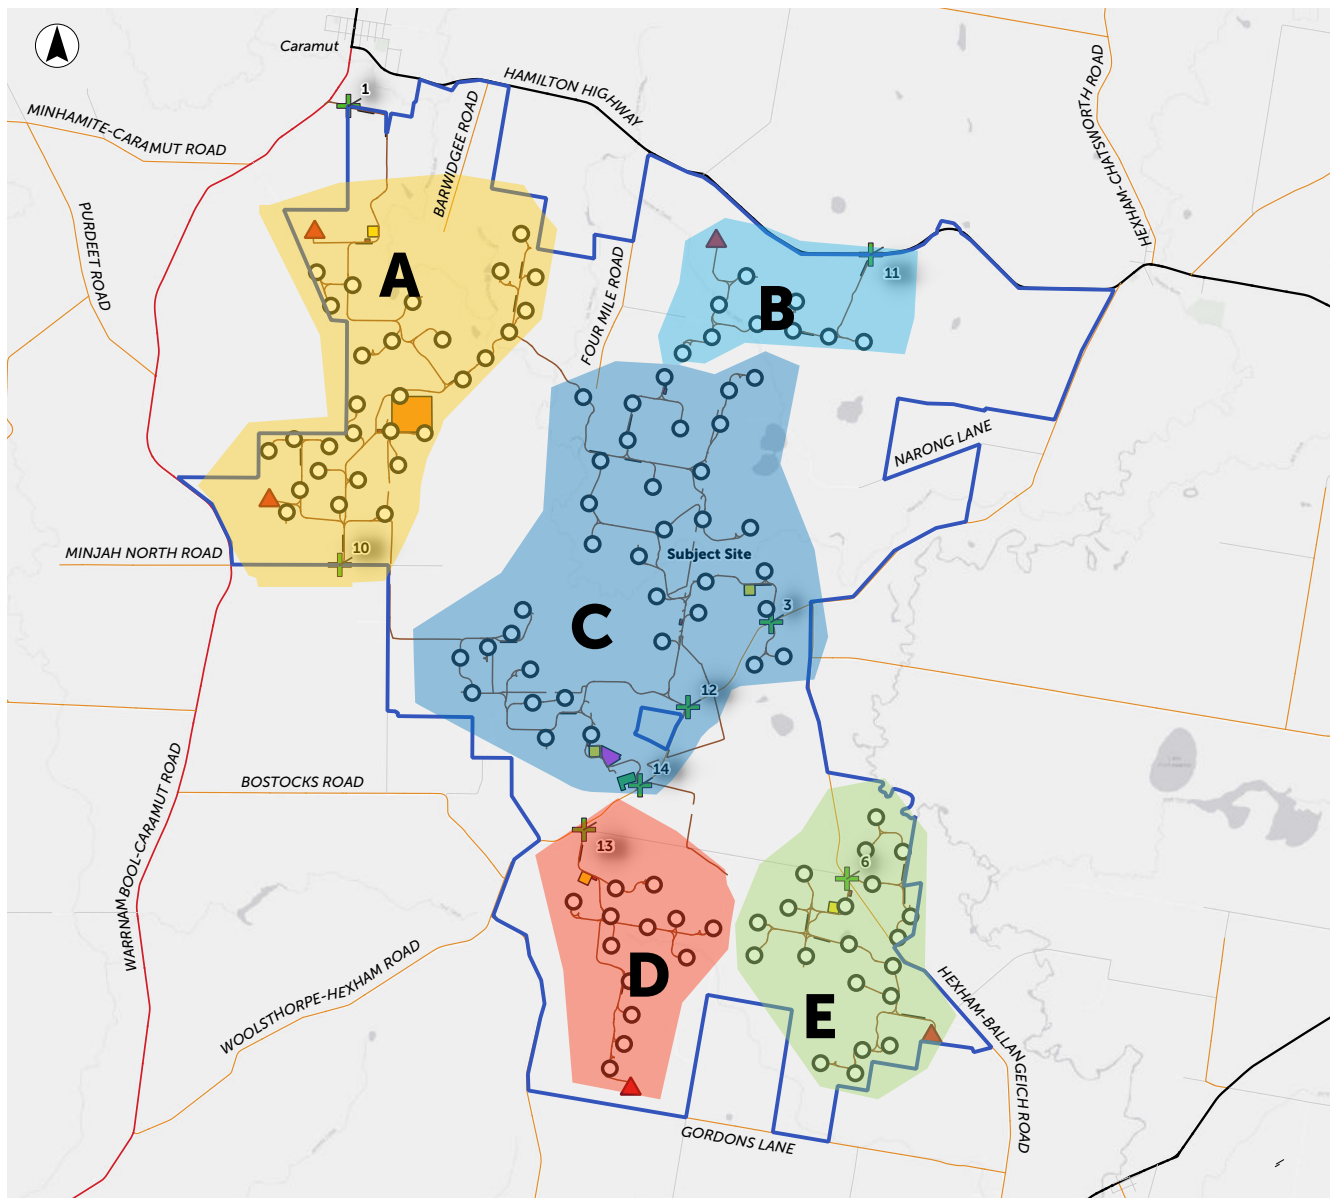 Caramut
HAMILTON HIGHWAY
HEXHAM-CHATSWORTH ROAD
1
MINHAMITE-CARAMUT ROAD
BARWIDGEE ROAD
PURDEET ROAD
A
FOUR MILE ROAD
B
11
NARONG LANE
MINJAH NORTH ROAD
10
Subject Site
C
3
12
14
BOSTOCKS ROAD
WARRNAMBOOL-CARAMUT ROAD
13
6
WOOLSTHORPE-HEXHAM ROAD
D
E
HEXHAM-BALLANGEICH ROAD
GORDONS LANE